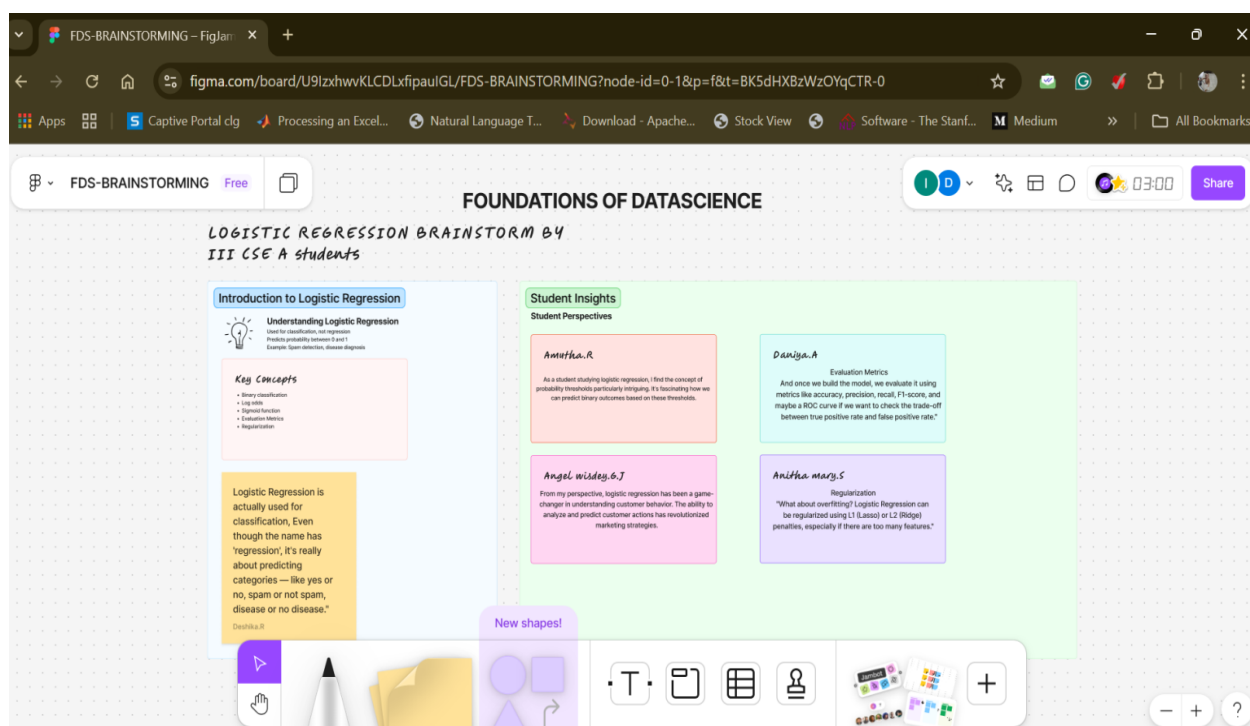 FDS-BRAINSTORMING – FigJam
figma.com/board/U9IzxhwvKLCDLxfipauIGL/FDS-BRAINSTORMING?node-id=0-1&p=f&t=BK5dHXBzWzOYqCTR-0
Apps
Captive Portal clg
Processing an Excel...
Natural Language T...
Download - Apache...
Stock View
Software - The Stanf...
Medium
All Bookmarks
FDS-BRAINSTORMING Free
I D
03:00
Share
FOUNDATIONS OF DATASCIENCE
LOGISTIC REGRESSION BRAINSTORM BY
III CSE A students
Introduction to Logistic Regression
Understanding Logistic Regression
Used for classification, not regression
Predicts probability between 0 and 1
Example: Spam detection, disease diagnosis
Key Concepts
• Binary classification
• Log odds
• Sigmoid function
• Evaluation Metrics
• Regularization
Logistic Regression is
actually used for
classification, Even
though the name has
'regression', it's really
about predicting
categories — like yes or
no, spam or not spam,
disease or no disease."
Deshika.R
Student Insights
Student Perspectives
Amutha.R
As a student studying logistic regression, I find the concept of
probability thresholds particularly intriguing. It's fascinating how we
can predict binary outcomes based on these thresholds.
Daniya.A
Evaluation Metrics
And once we build the model, we evaluate it using
metrics like accuracy, precision, recall, F1-score, and
maybe a ROC curve if we want to check the trade-off
between true positive rate and false positive rate."
Angel wisdey.G.J
From my perspective, logistic regression has been a game-
changer in understanding customer behavior. The ability to
analyze and predict customer actions has revolutionized
marketing strategies.
Anitha mary.S
Regularization
"What about overfitting? Logistic Regression can
be regularized using L1 (Lasso) or L2 (Ridge)
penalties, especially if there are too many features."
New shapes!
T
Jambot